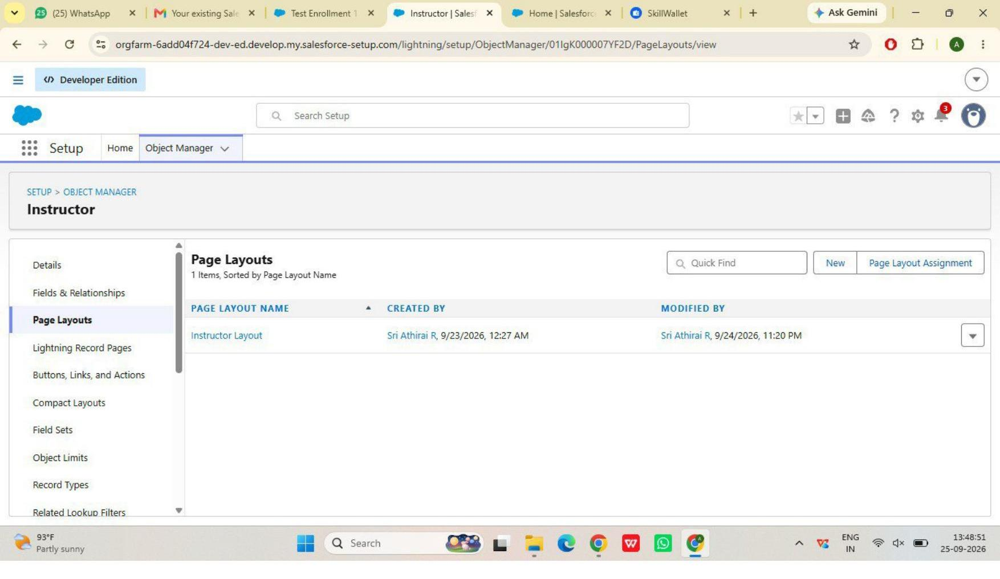 25 (25) WhatsApp
Your existing Sale
Test Enrollment 1
Instructor | Salesf
Home | Salesforc
SkillWallet
Ask Gemini
orgfarm-6add04f724-dev-ed.develop.my.salesforce-setup.com/lightning/setup/ObjectManager/01IgK000007YF2D/PageLayouts/view
A
Developer Edition
Search Setup
3
Setup
Home
Object Manager
SETUP > OBJECT MANAGER
Instructor
Details
Fields & Relationships
Page Layouts
Lightning Record Pages
Buttons, Links, and Actions
Compact Layouts
Field Sets
Object Limits
Record Types
Related Lookup Filters
Page Layouts
1 Items, Sorted by Page Layout Name
Quick Find
New
Page Layout Assignment
PAGE LAYOUT NAME CREATED BY MODIFIED BY
Instructor Layout Sri Athirai R, 9/23/2026, 12:27 AM Sri Athirai R, 9/24/2026, 11:20 PM
93°F
Partly sunny
Search
ENG
IN
13:48:51
25-09-2026